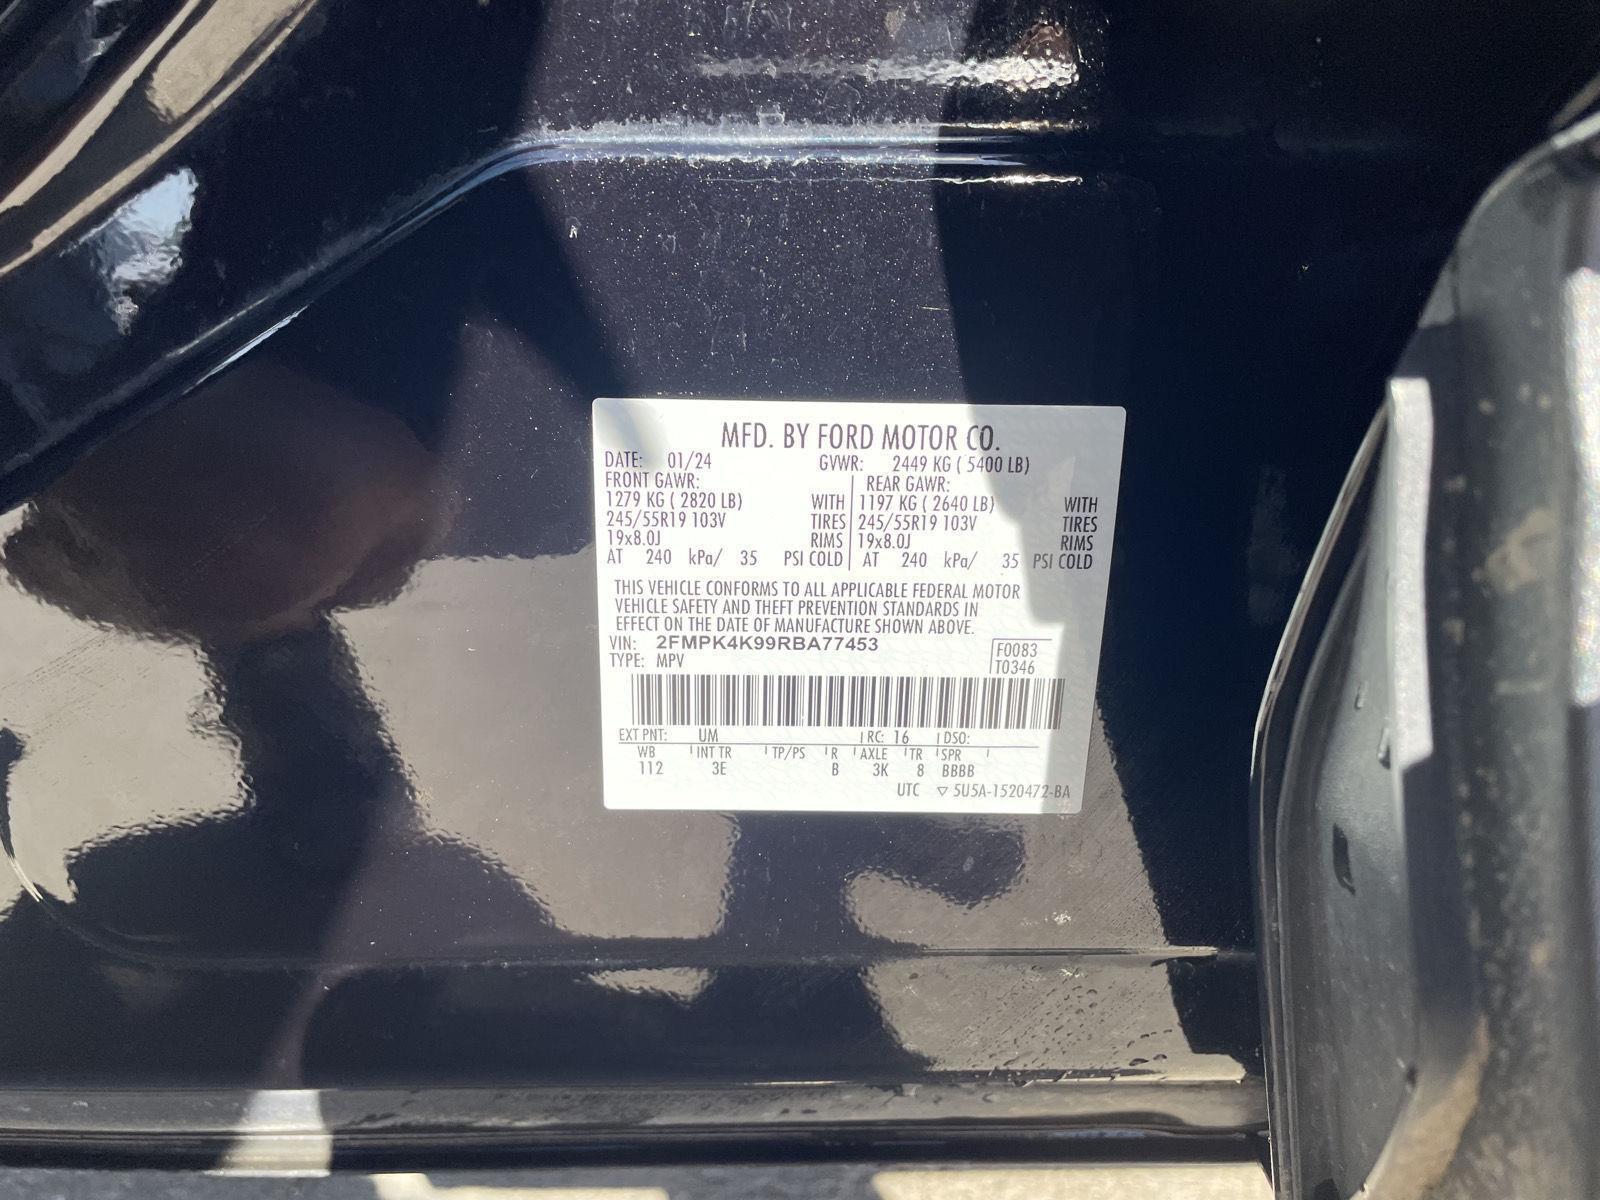 MFD. BY FORD MOTOR CO.
DATE: 01/24 GVWR: 2449 KG ( 5400 LB)
FRONT GAWR: REAR GAWR:
1279 KG ( 2820 LB) WITH 1197 KG ( 2640 LB) WITH
245/55R19 103V TIRES 245/55R19 103V TIRES
19x8.0J RIMS 19x8.0J RIMS
AT 240 kPa/ 35 PSI COLD AT 240 kPa/ 35 PSI COLD
THIS VEHICLE CONFORMS TO ALL APPLICABLE FEDERAL MOTOR
VEHICLE SAFETY AND THEFT PREVENTION STANDARDS IN
EFFECT ON THE DATE OF MANUFACTURE SHOWN ABOVE.
VIN: 2FMPK4K99RBA77453 F0083
TYPE: MPV T0346
EXT PNT: UM RC: 16 DSO:
WB INT TR TP/PS R AXLE TR SPR
112 3E B 3K 8 BBBB
UTC ▽ 5U5A-1520472-BA